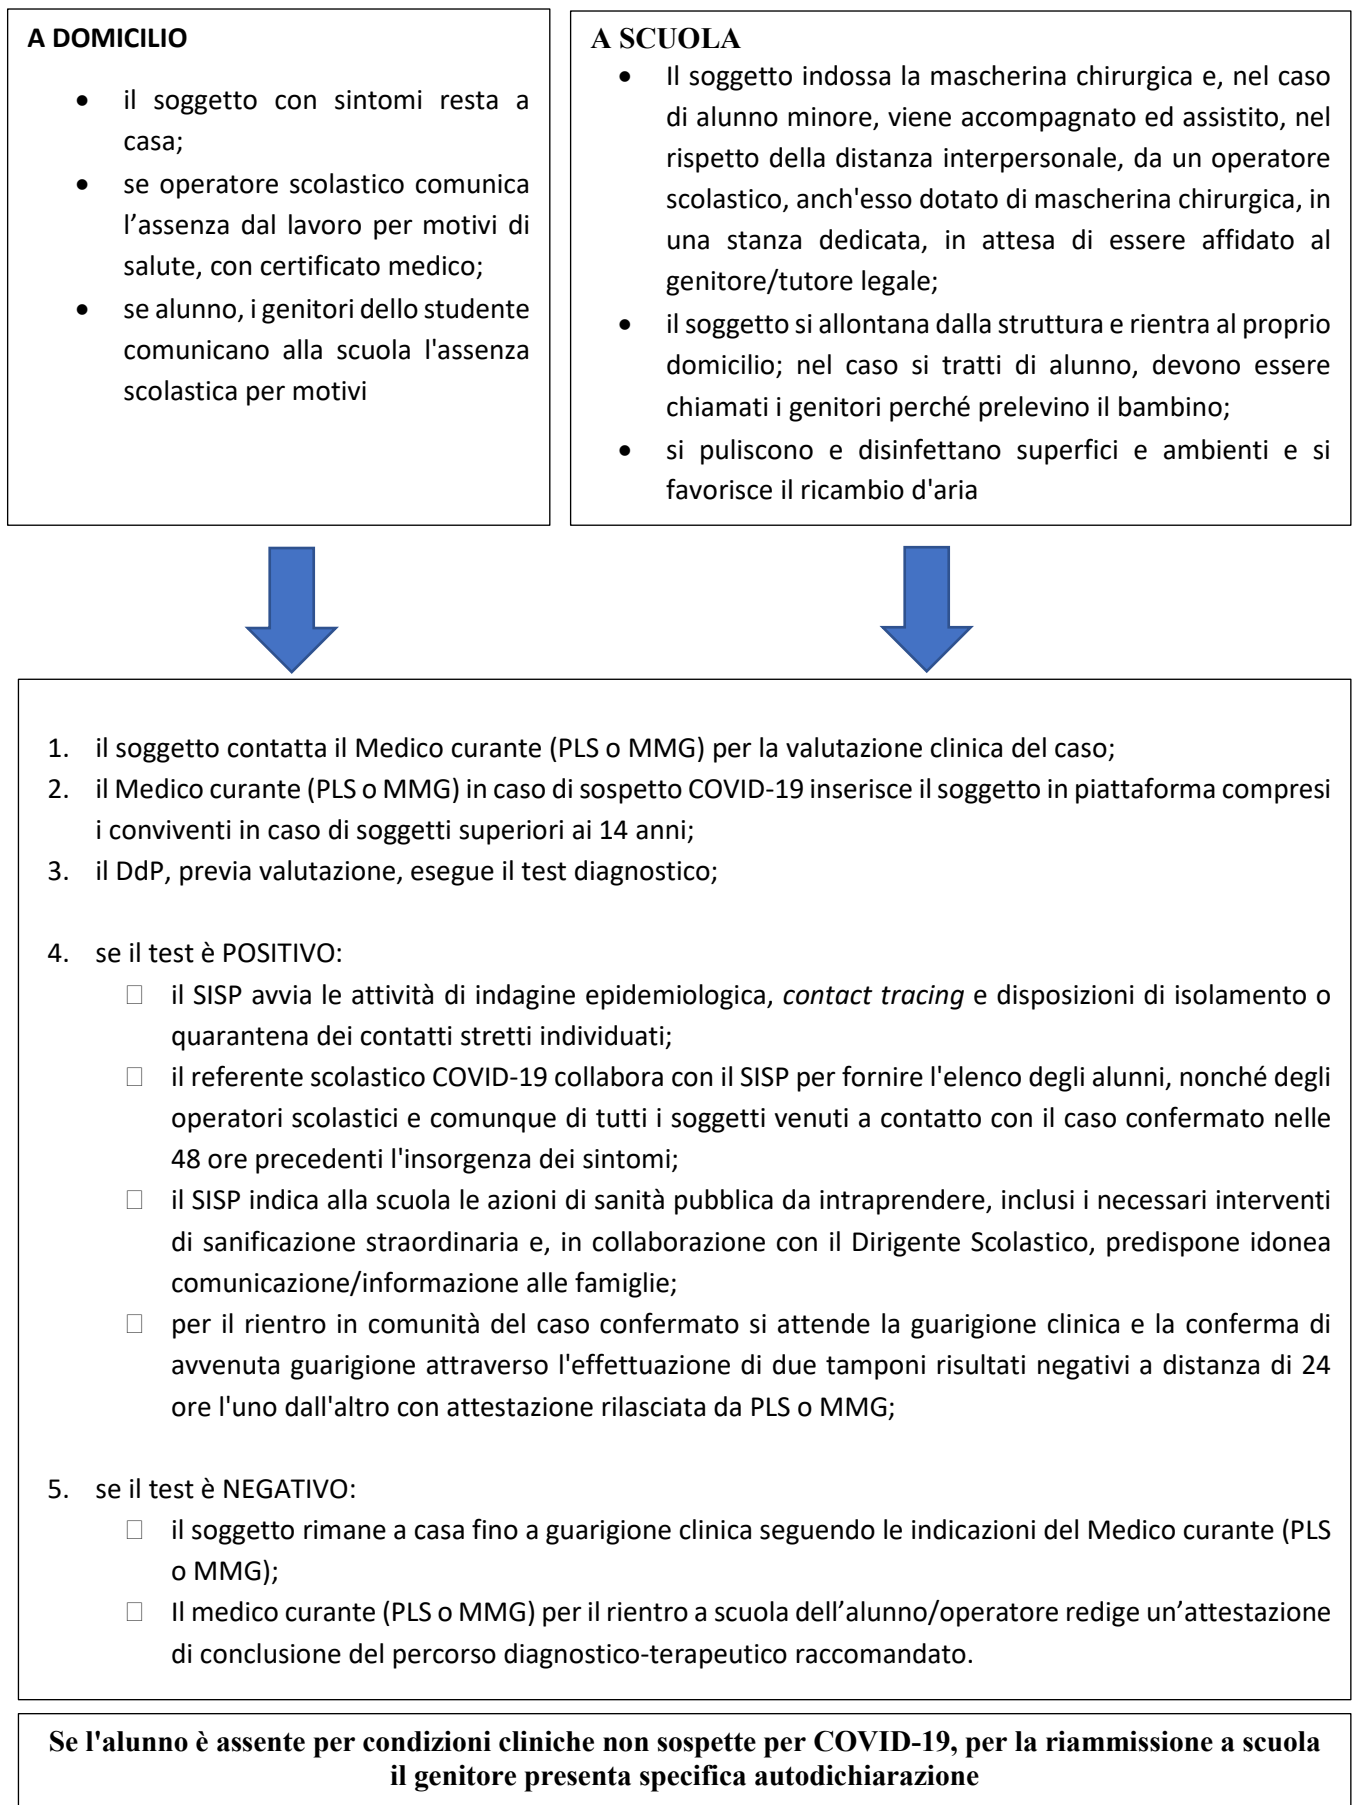 A DOMICILIO
• il soggetto con sintomi resta a
casa;
• se operatore scolastico comunica
l’assenza dal lavoro per motivi di
salute, con certificato medico;
• se alunno, i genitori dello studente
comunicano alla scuola l'assenza
scolastica per motivi
A SCUOLA
• Il soggetto indossa la mascherina chirurgica e, nel caso
di alunno minore, viene accompagnato ed assistito, nel
rispetto della distanza interpersonale, da un operatore
scolastico, anch'esso dotato di mascherina chirurgica, in
una stanza dedicata, in attesa di essere affidato al
genitore/tutore legale;
• il soggetto si allontana dalla struttura e rientra al proprio
domicilio; nel caso si tratti di alunno, devono essere
chiamati i genitori perché prelevino il bambino;
• si puliscono e disinfettano superfici e ambienti e si
favorisce il ricambio d'aria
1. il soggetto contatta il Medico curante (PLS o MMG) per la valutazione clinica del caso;
2. il Medico curante (PLS o MMG) in caso di sospetto COVID-19 inserisce il soggetto in piattaforma compresi
i conviventi in caso di soggetti superiori ai 14 anni;
3. il DdP, previa valutazione, esegue il test diagnostico;
4. se il test è POSITIVO:
□ il SISP avvia le attività di indagine epidemiologica, contact tracing e disposizioni di isolamento o
quarantena dei contatti stretti individuati;
□ il referente scolastico COVID-19 collabora con il SISP per fornire l'elenco degli alunni, nonché degli
operatori scolastici e comunque di tutti i soggetti venuti a contatto con il caso confermato nelle
48 ore precedenti l'insorgenza dei sintomi;
□ il SISP indica alla scuola le azioni di sanità pubblica da intraprendere, inclusi i necessari interventi
di sanificazione straordinaria e, in collaborazione con il Dirigente Scolastico, predispone idonea
comunicazione/informazione alle famiglie;
□ per il rientro in comunità del caso confermato si attende la guarigione clinica e la conferma di
avvenuta guarigione attraverso l'effettuazione di due tamponi risultati negativi a distanza di 24
ore l'uno dall'altro con attestazione rilasciata da PLS o MMG;
5. se il test è NEGATIVO:
□ il soggetto rimane a casa fino a guarigione clinica seguendo le indicazioni del Medico curante (PLS
o MMG);
□ Il medico curante (PLS o MMG) per il rientro a scuola dell’alunno/operatore redige un’attestazione
di conclusione del percorso diagnostico-terapeutico raccomandato.
Se l'alunno è assente per condizioni cliniche non sospette per COVID-19, per la riammissione a scuola
il genitore presenta specifica autodichiarazione